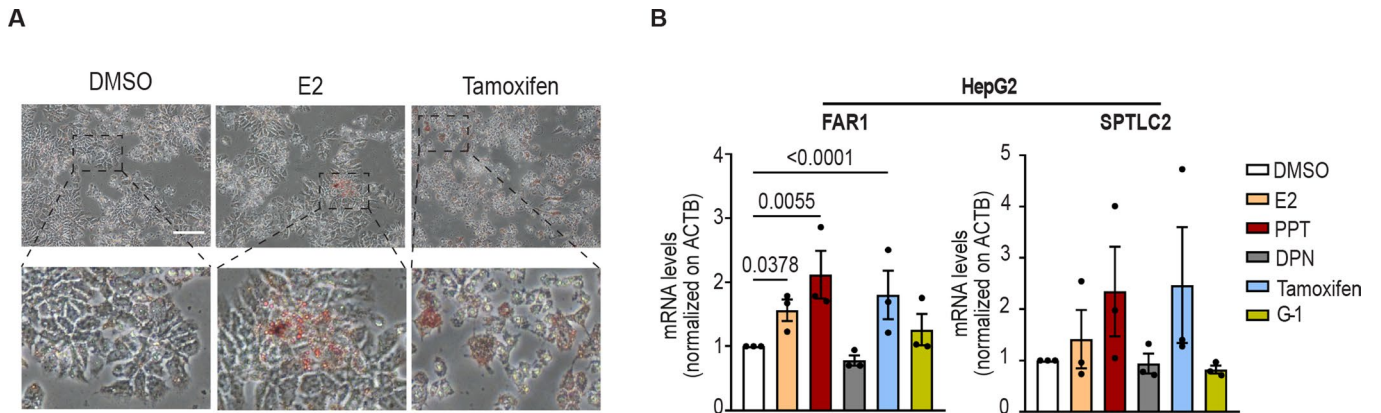 A
B
DMSO
E2
Tamoxifen
HepG2
FAR1
SPTLC2
mRNA levels
(normalized on ACTB)
4
3
2
1
0
<0.0001
0.0055
0.0378
mRNA levels
(normalized on ACTB)
5
4
3
2
1
0
DMSO
E2
PPT
DPN
Tamoxifen
G-1